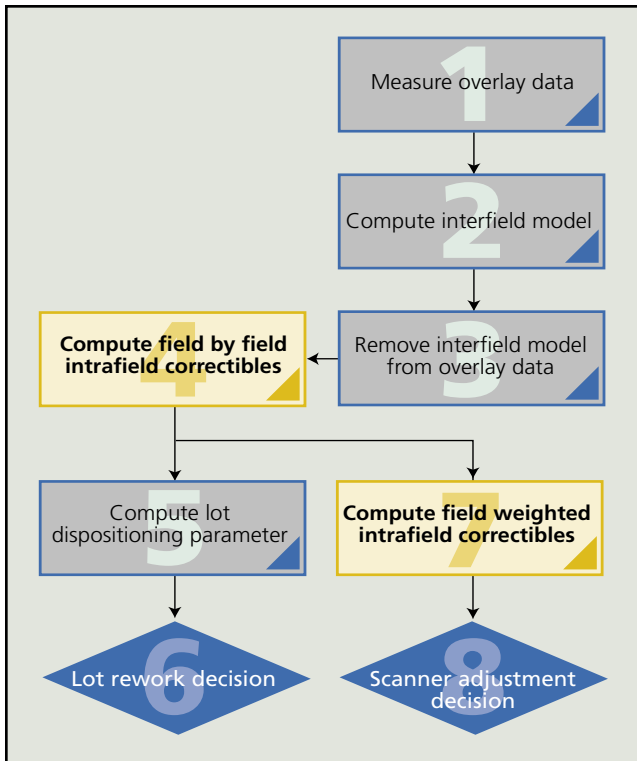 1
Measure overlay data
2
Compute interfield model
3
Remove interfield model
from overlay data
4
Compute field by field
intrafield correctibles
5
Compute lot
dispositioning parameter
6
Lot rework decision
7
Compute field weighted
intrafield correctibles
8
Scanner adjustment
decision